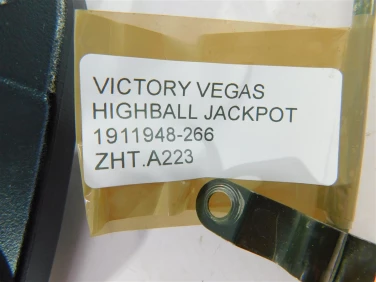 VICTORY VEGAS
HIGHBALL JACKPOT
1911948-266
ZHT.A223